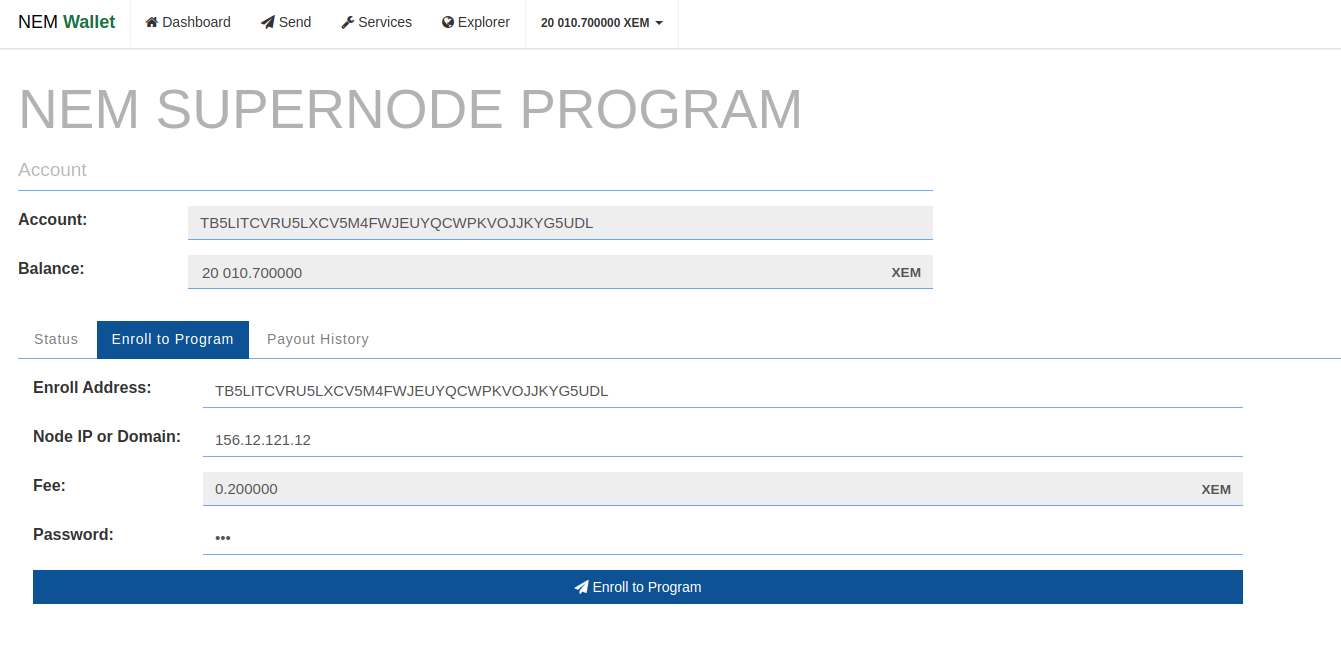 NEM Wallet Dashboard Send Services Explorer 20 010.700000 XEM
NEM SUPERNODE PROGRAM
Account
Account: TB5LITCVRU5LXCV5M4FWJEUYQCWPKVOJJKYG5UDL
Balance: 20 010.700000 XEM
Status Enroll to Program Payout History
Enroll Address: TB5LITCVRU5LXCV5M4FWJEUYQCWPKVOJJKYG5UDL
Node IP or Domain: 156.12.121.12
Fee: 0.200000 XEM
Password: •••
Enroll to Program